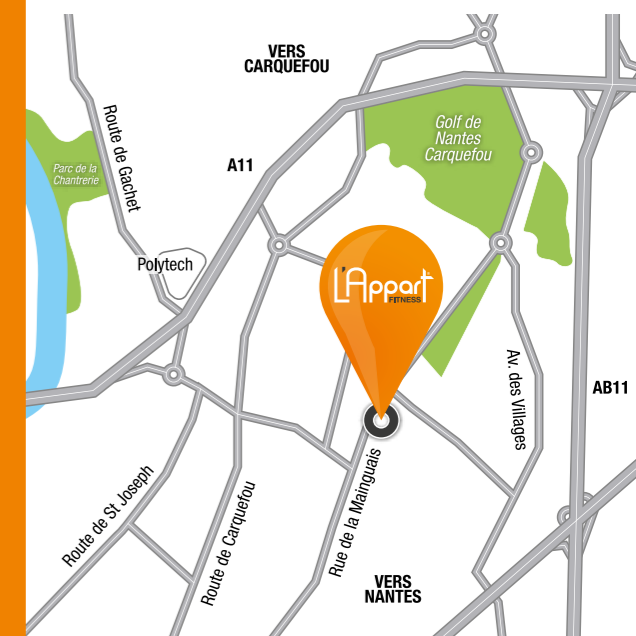 VERS
CARQUEFOU
Route de Gachet
Golf de
Nantes
Carquefou
A11
Parc de la
Chantrerie
Polytech
L'Appart
FITNESS
Av. des Villages
AB11
Route de St Joseph
Route de Carquefou
Rue de la Mainguais
VERS
NANTES